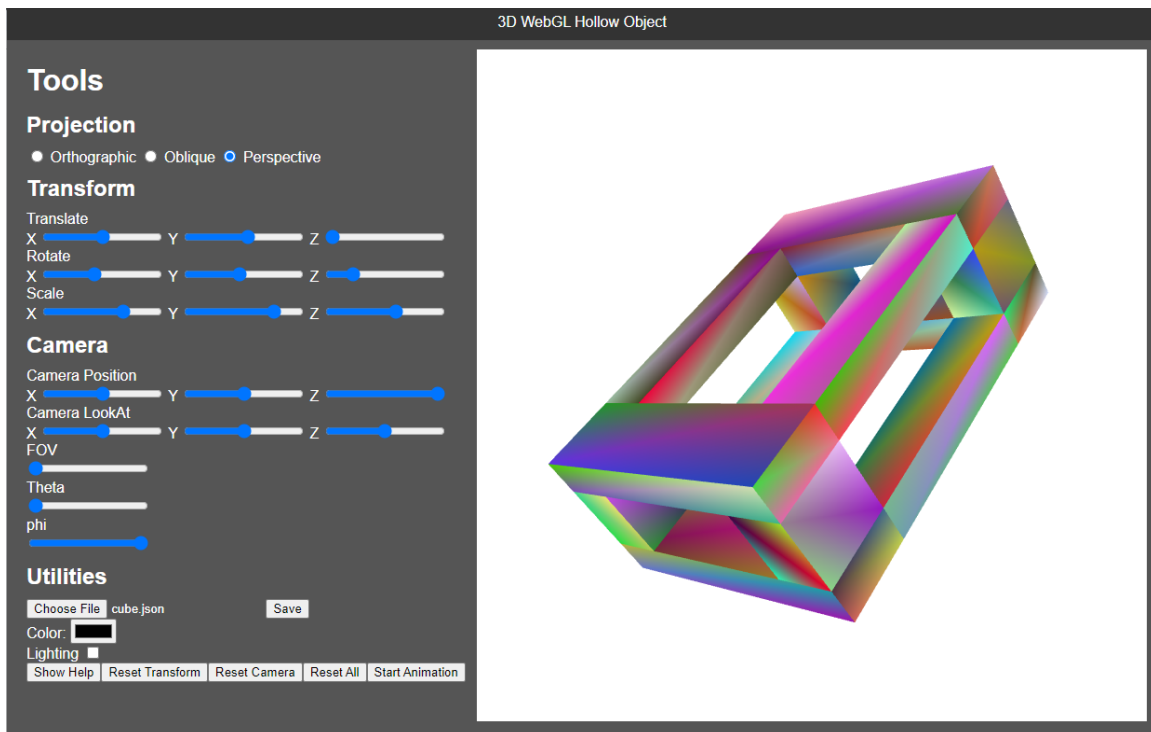 3D WebGL Hollow Object
Tools
Projection
Orthographic Oblique Perspective
Transform
Translate
X Y Z
Rotate
X Y Z
Scale
X Y Z
Camera
Camera Position
X Y Z
Camera LookAt
X Y Z
FOV
Theta
phi
Utilities
Choose File cube.json Save
Color:
Lighting
Show Help Reset Transform Reset Camera Reset All Start Animation